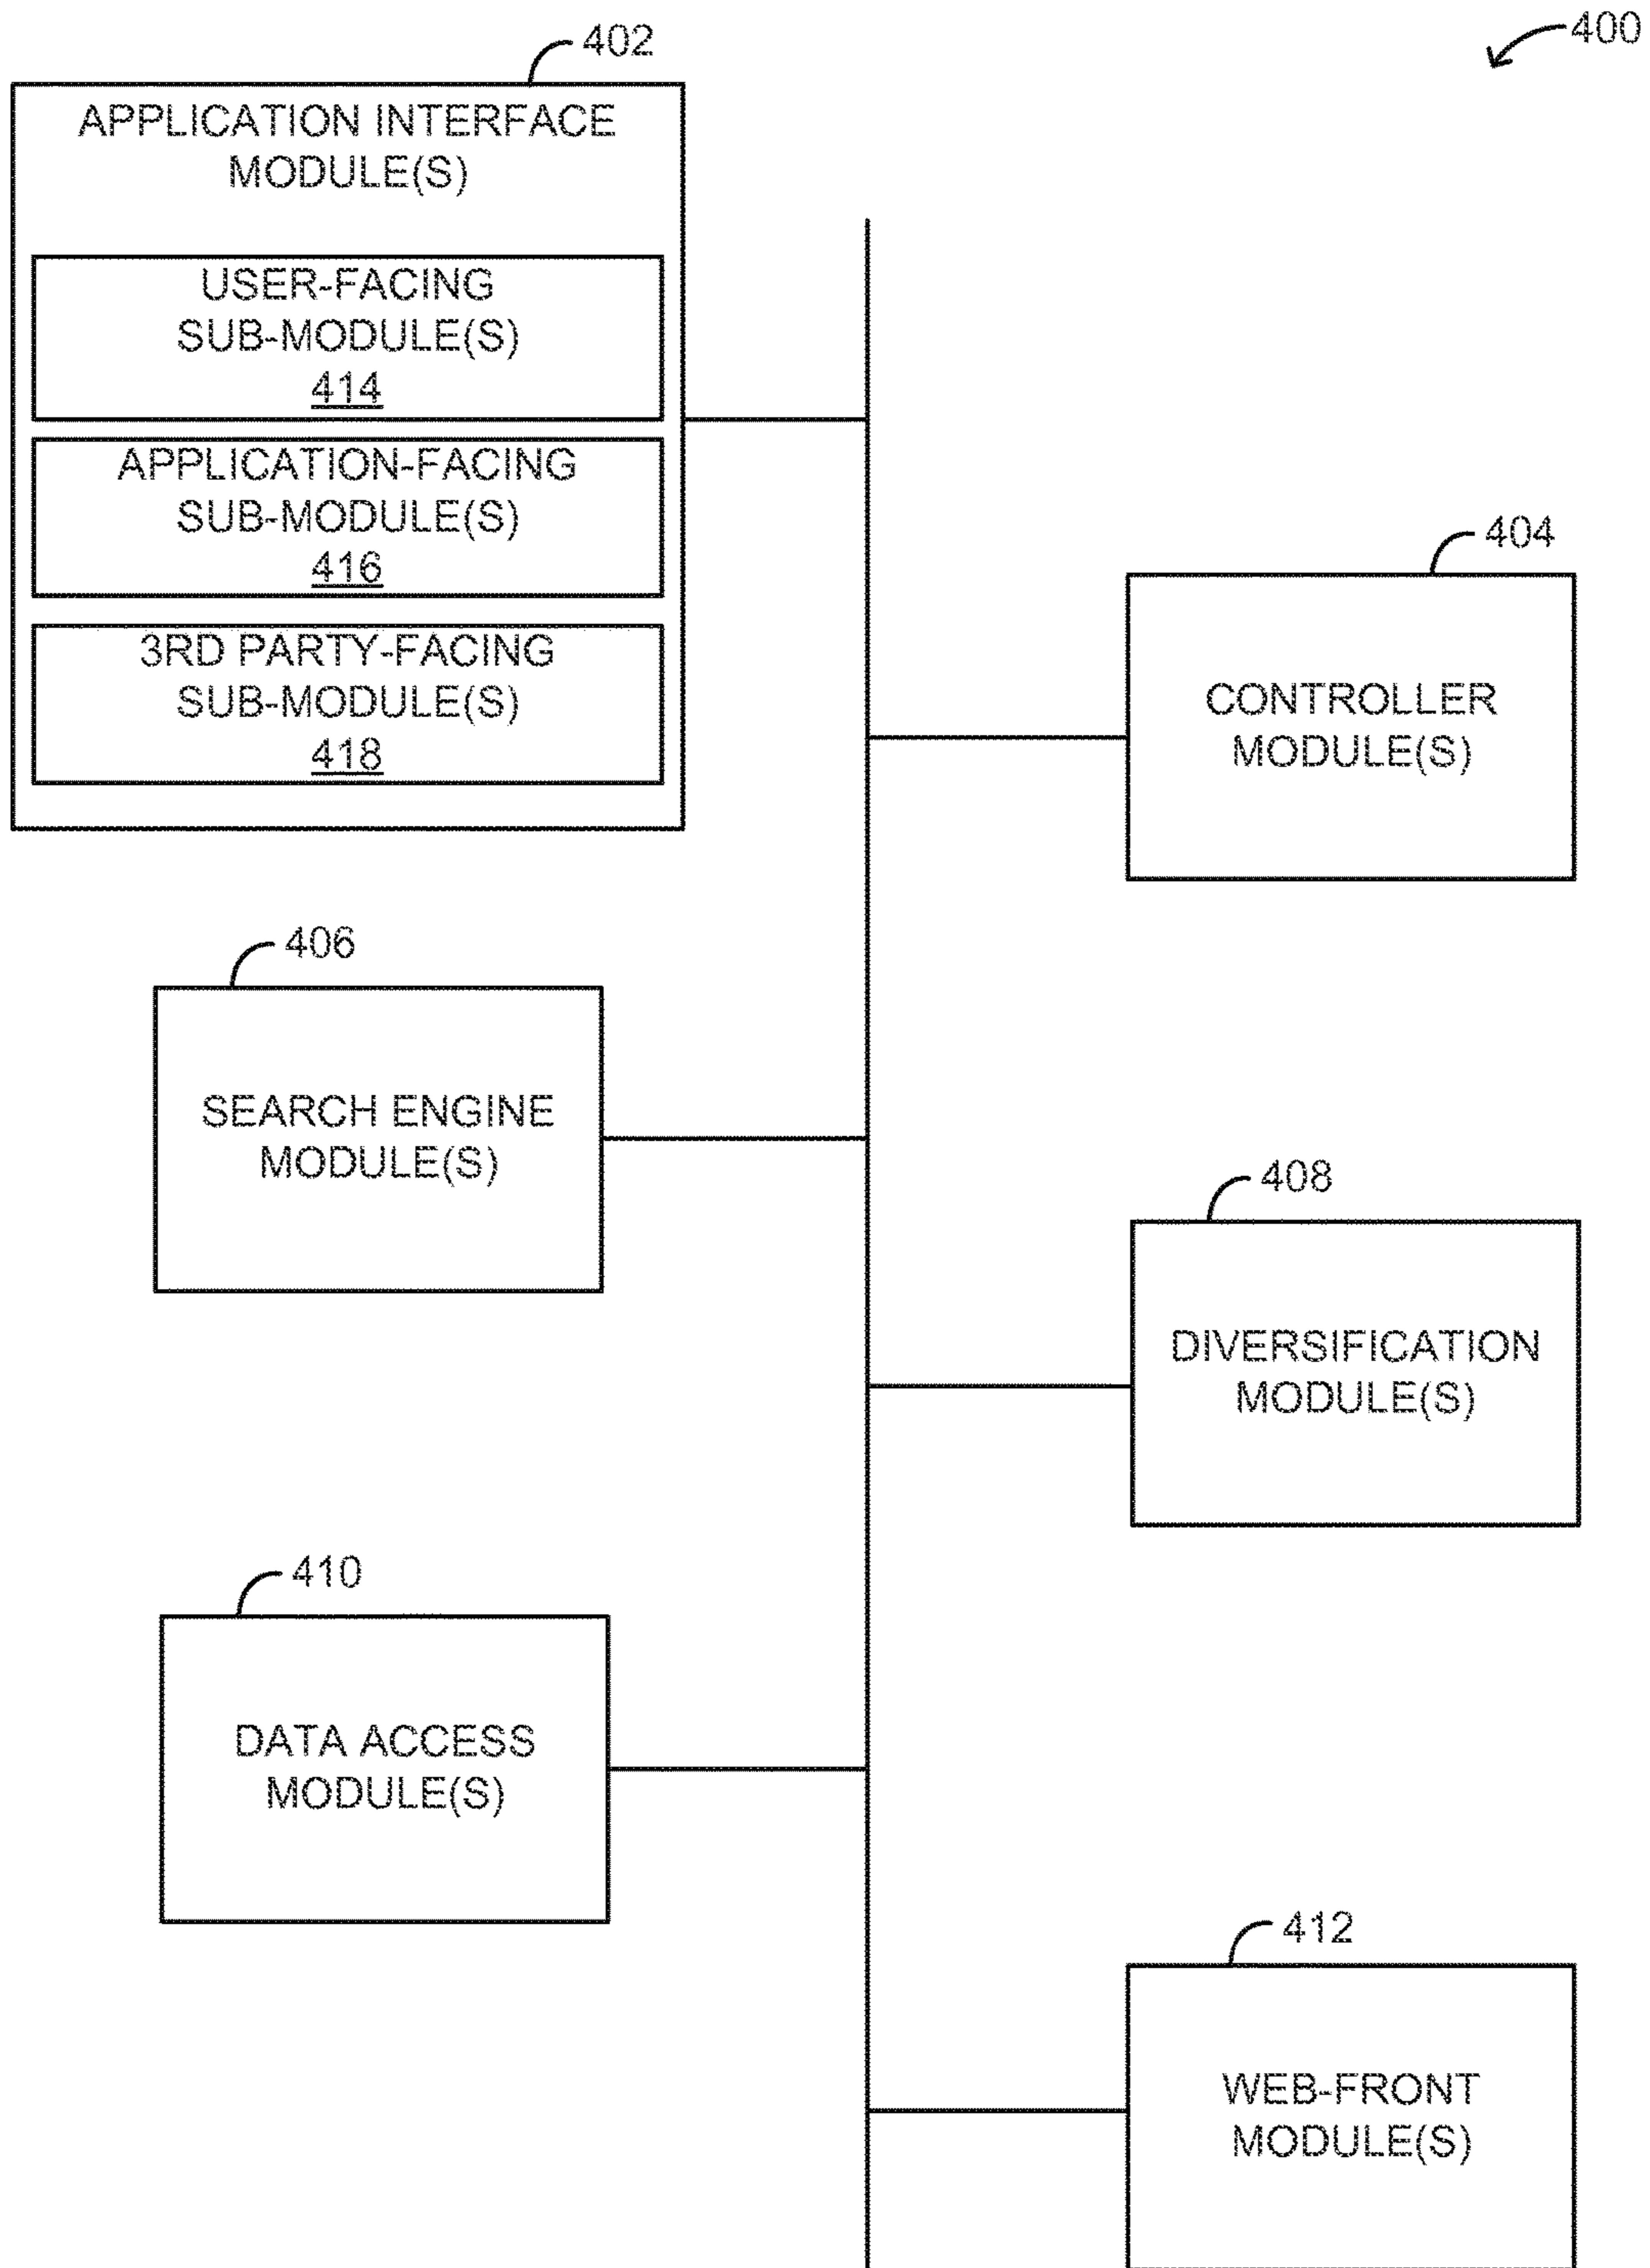 400
402
APPLICATION INTERFACE
MODULE(S)
USER-FACING
SUB-MODULE(S)
414
APPLICATION-FACING
SUB-MODULE(S)
416
3RD PARTY-FACING
SUB-MODULE(S)
418
404
CONTROLLER
MODULE(S)
406
SEARCH ENGINE
MODULE(S)
408
DIVERSIFICATION
MODULE(S)
410
DATA ACCESS
MODULE(S)
412
WEB-FRONT
MODULE(S)